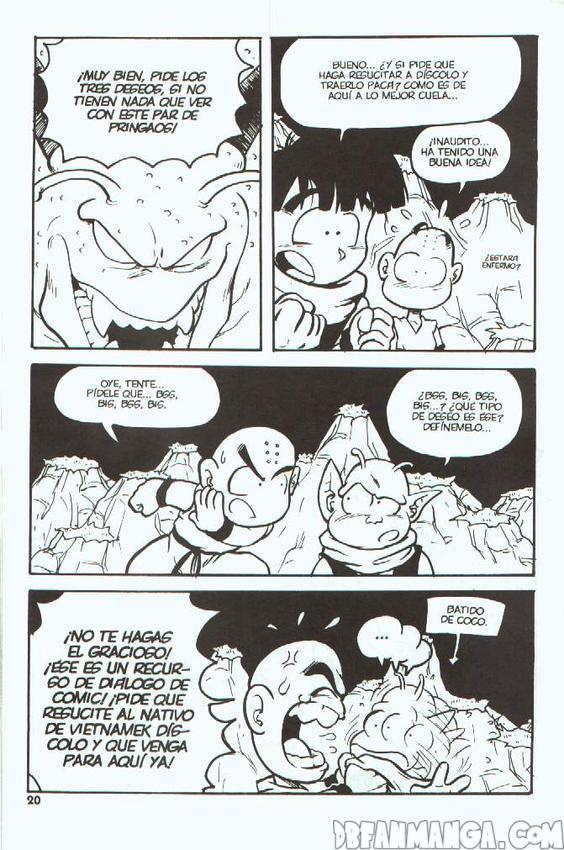 ¡MUY BIEN, PIDE LOS
TRES DESEOS, SI NO
TIENEN NADA QUE VER
CON ESTE PAR DE
PRINGAOS!
BUENO... ¿Y SI PIDE QUE
HAGA RESUCITAR A DÍSCOLO Y
TRAERLO PACA? COMO ES DE
AQUÍ A LO MEJOR CUELA...
¡INAUDITO...
HA TENIDO UNA
BUENA IDEA!
¿ESTARA
ENFERMO?
OYE, TENTE...
PÍDELE QUE... BSS,
BIS, BSS, BIS.
¿BSS, BIS, BSS,
BIS...? ¿QUÉ TIPO
DE DESEO ES ESE?
DEFÍNEMELO...
¡NO TE HAGAS
EL GRACIOSO!
¡ESE ES UN RECUR-
SO DE DIALOGO DE
COMIC! ¡PIDE QUE
RESUCITE AL NATIVO
DE VIETNAMEK DÍS-
COLO Y QUE VENGA
PARA AQUÍ YA!
...
BATIDO
DE COCO.
20
DBFANMANGA.COM